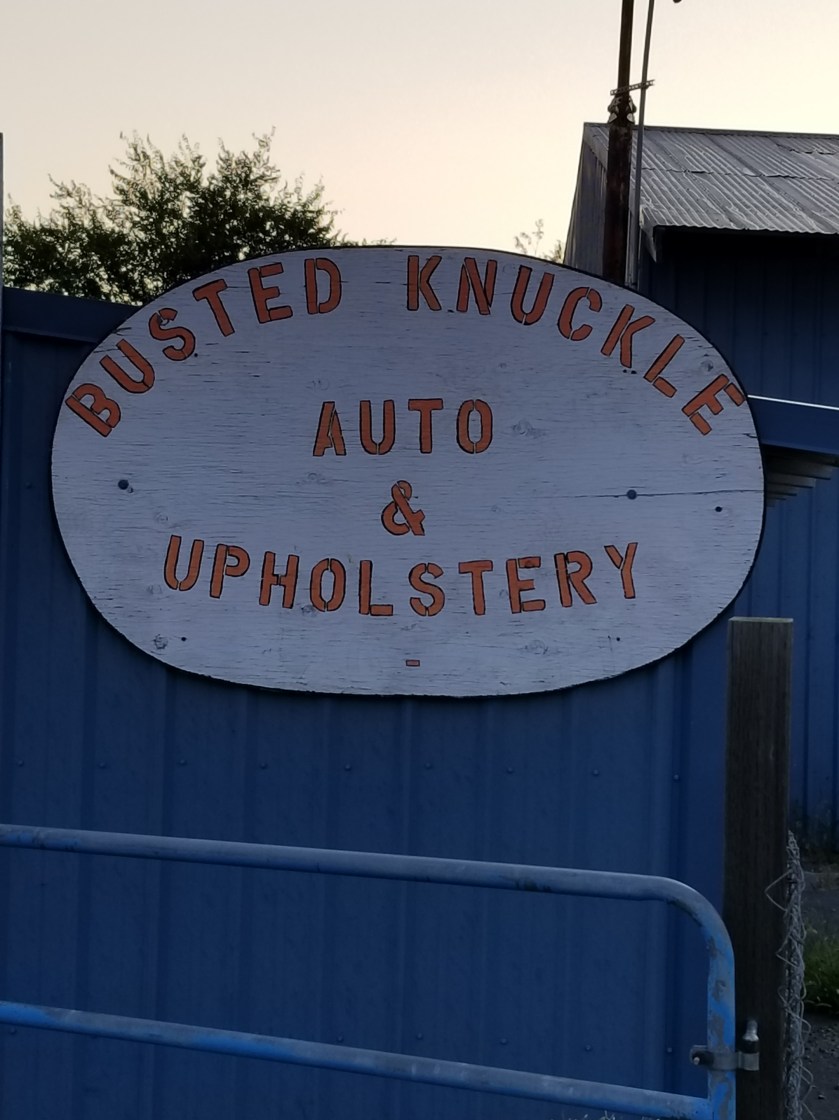 BUSTED KNUCKLE
AUTO
&
UPHOLSTERY